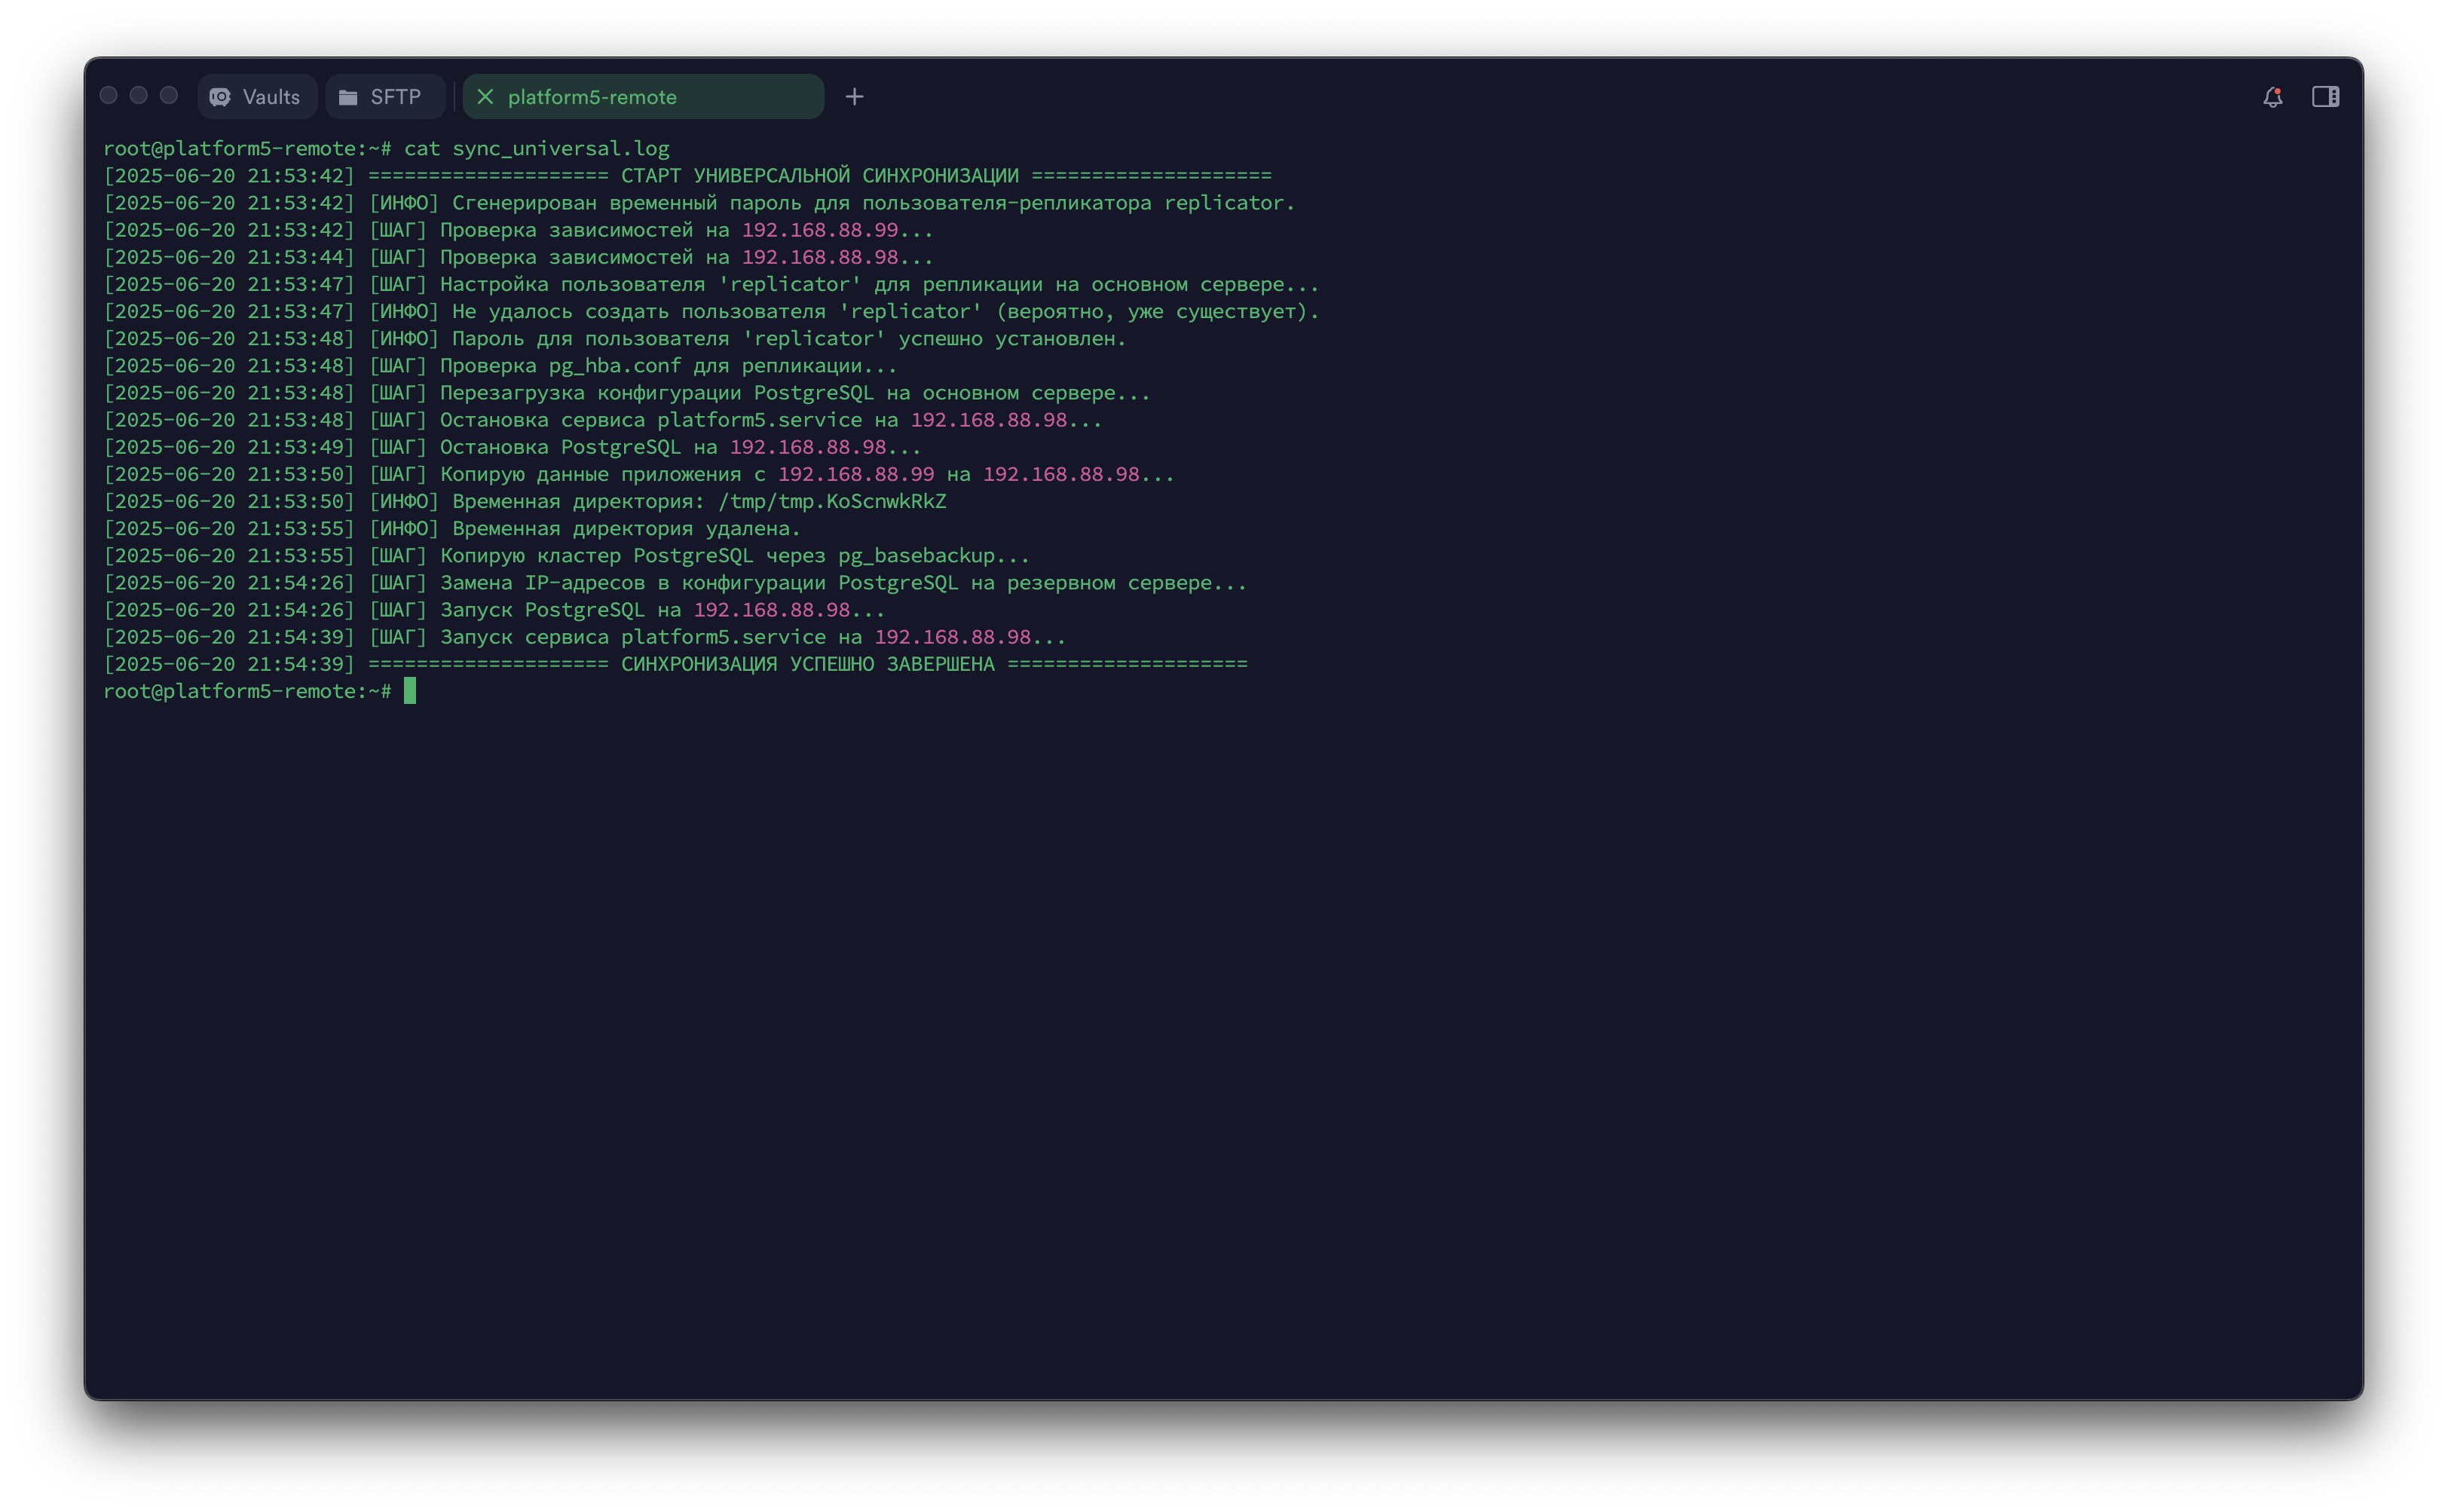 Vaults SFTP platform5-remote
root@platform5-remote:~# cat sync_universal.log
[2025-06-20 21:53:42] ==================== СТАРТ УНИВЕРСАЛЬНОЙ СИНХРОНИЗАЦИИ ====================
[2025-06-20 21:53:42] [ИНФО] Сгенерирован временный пароль для пользователя-репликатора replicator.
[2025-06-20 21:53:42] [ШАГ] Проверка зависимостей на 192.168.88.99...
[2025-06-20 21:53:44] [ШАГ] Проверка зависимостей на 192.168.88.98...
[2025-06-20 21:53:47] [ШАГ] Настройка пользователя 'replicator' для репликации на основном сервере...
[2025-06-20 21:53:47] [ИНФО] Не удалось создать пользователя 'replicator' (вероятно, уже существует).
[2025-06-20 21:53:48] [ИНФО] Пароль для пользователя 'replicator' успешно установлен.
[2025-06-20 21:53:48] [ШАГ] Проверка pg_hba.conf для репликации...
[2025-06-20 21:53:48] [ШАГ] Перезагрузка конфигурации PostgreSQL на основном сервере...
[2025-06-20 21:53:48] [ШАГ] Остановка сервиса platform5.service на 192.168.88.98...
[2025-06-20 21:53:49] [ШАГ] Остановка PostgreSQL на 192.168.88.98...
[2025-06-20 21:53:50] [ШАГ] Копирую данные приложения с 192.168.88.99 на 192.168.88.98...
[2025-06-20 21:53:50] [ИНФО] Временная директория: /tmp/tmp.KoScnwkRkZ
[2025-06-20 21:53:55] [ИНФО] Временная директория удалена.
[2025-06-20 21:53:55] [ШАГ] Копирую кластер PostgreSQL через pg_basebackup...
[2025-06-20 21:54:26] [ШАГ] Замена IP-адресов в конфигурации PostgreSQL на резервном сервере...
[2025-06-20 21:54:26] [ШАГ] Запуск PostgreSQL на 192.168.88.98...
[2025-06-20 21:54:39] [ШАГ] Запуск сервиса platform5.service на 192.168.88.98...
[2025-06-20 21:54:39] ==================== СИНХРОНИЗАЦИЯ УСПЕШНО ЗАВЕРШЕНА ====================
root@platform5-remote:~#